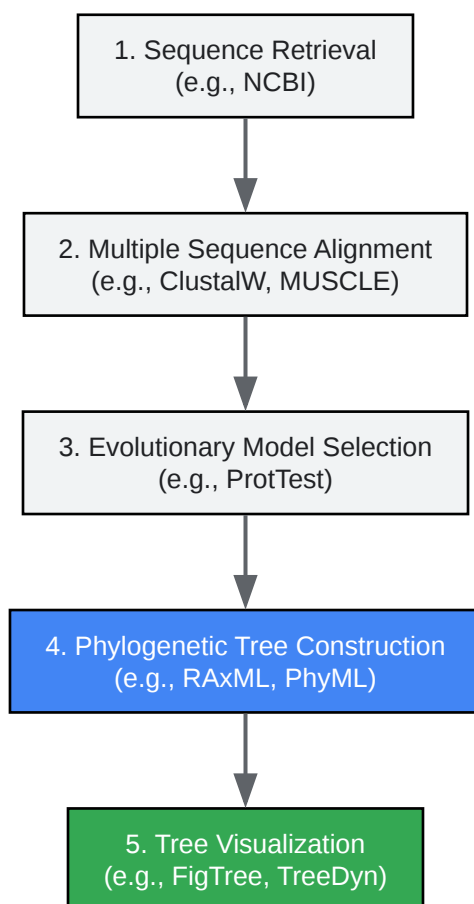 1. Sequence Retrieval
(e.g., NCBI)
2. Multiple Sequence Alignment
(e.g., ClustalW, MUSCLE)
3. Evolutionary Model Selection
(e.g., ProtTest)
4. Phylogenetic Tree Construction
(e.g., RAxML, PhyML)
5. Tree Visualization
(e.g., FigTree, TreeDyn)